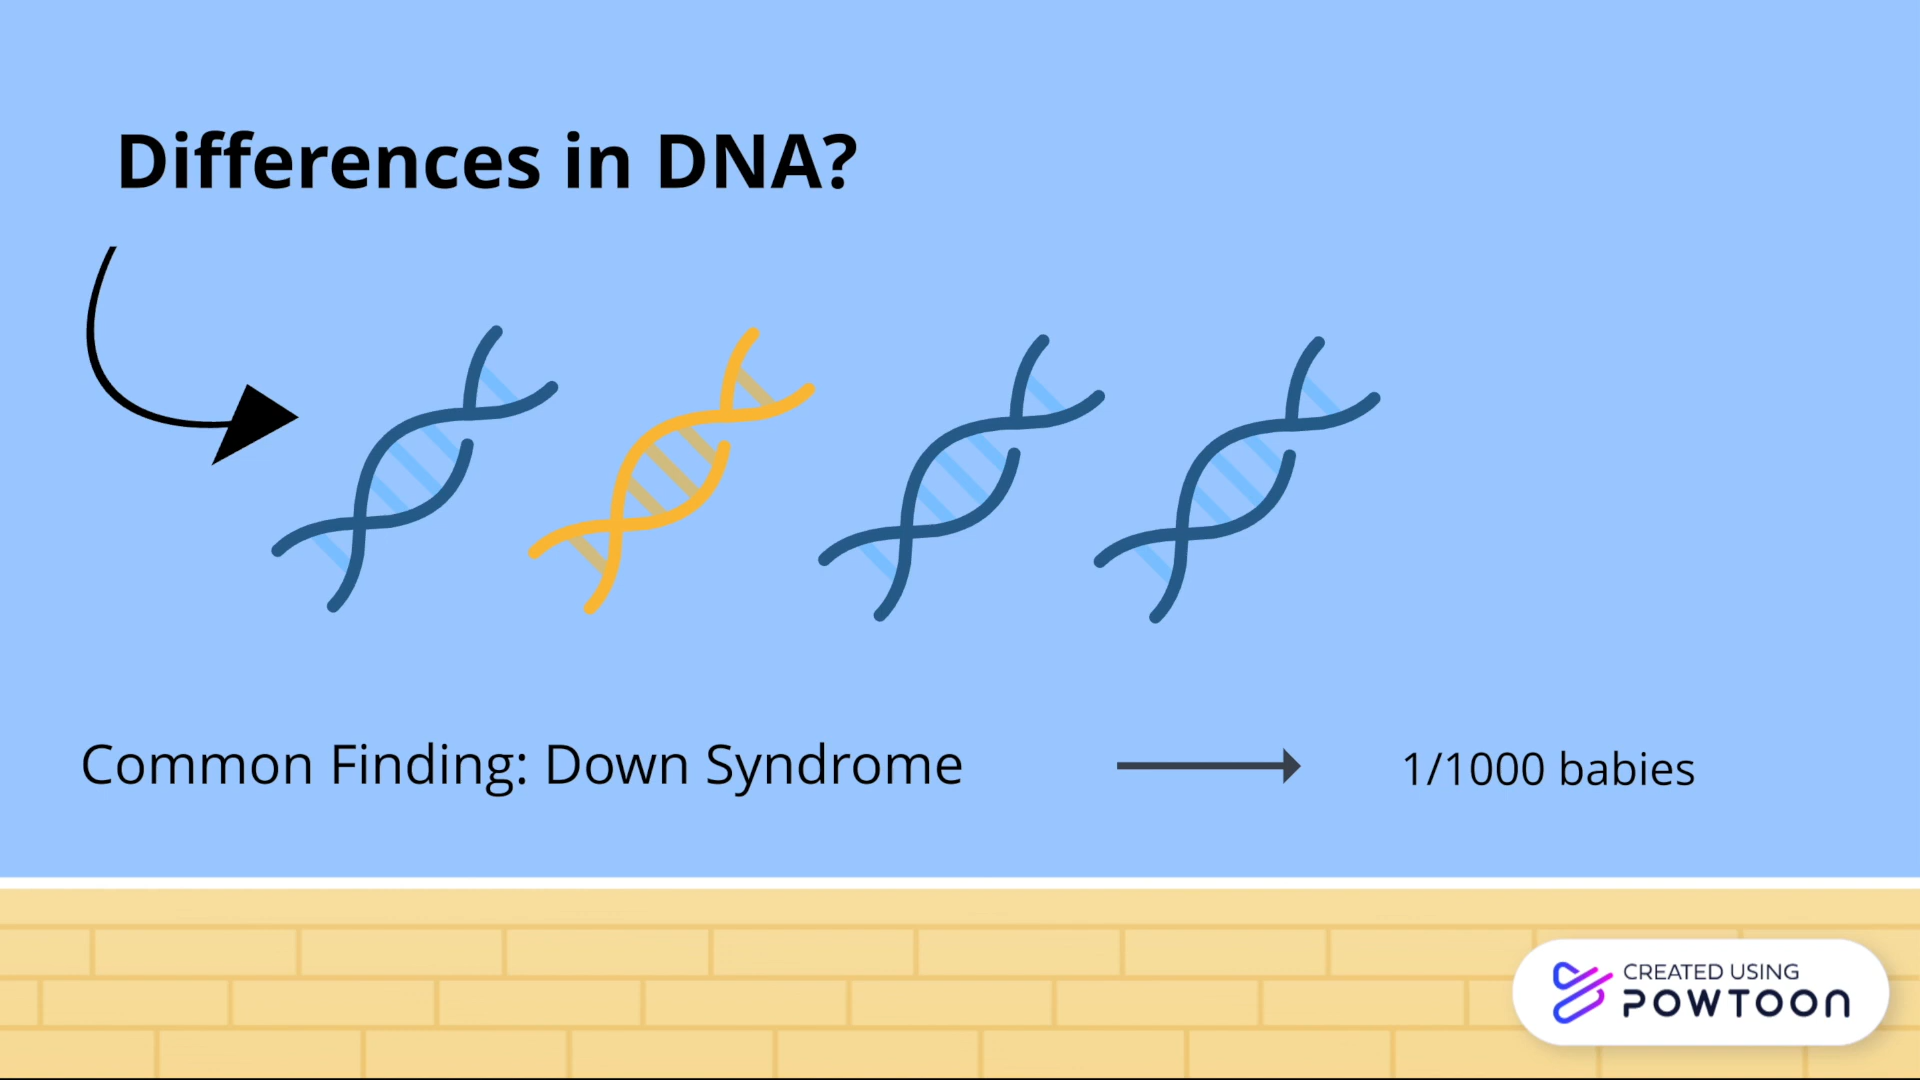 Differences in DNA?
Common Finding: Down Syndrome
1/1000 babies
CREATED USING
POWTOON